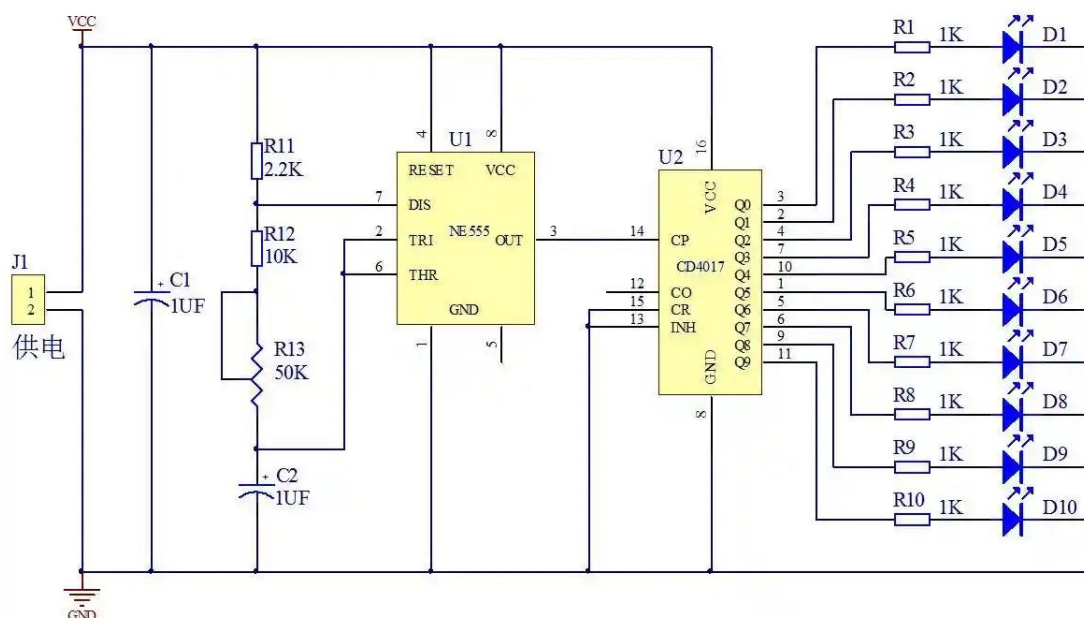 VCC
J1
1
2
供电
GND
C1
+
1UF
R11
2.2K
R12
10K
R13
50K
C2
+
1UF
U1
4
8
RESET
VCC
7
DIS
NE555
2
TRI
OUT
3
6
THR
GND
1
5
U2
16
VCC
14
CP
CD4017
12
CO
15
CR
13
INH
GND
8
Q0
3
Q1
2
Q2
4
Q3
7
Q4
10
Q5
1
Q6
5
Q7
6
Q8
9
Q9
11
R1 1K D1
R2 1K D2
R3 1K D3
R4 1K D4
R5 1K D5
R6 1K D6
R7 1K D7
R8 1K D8
R9 1K D9
R10 1K D10